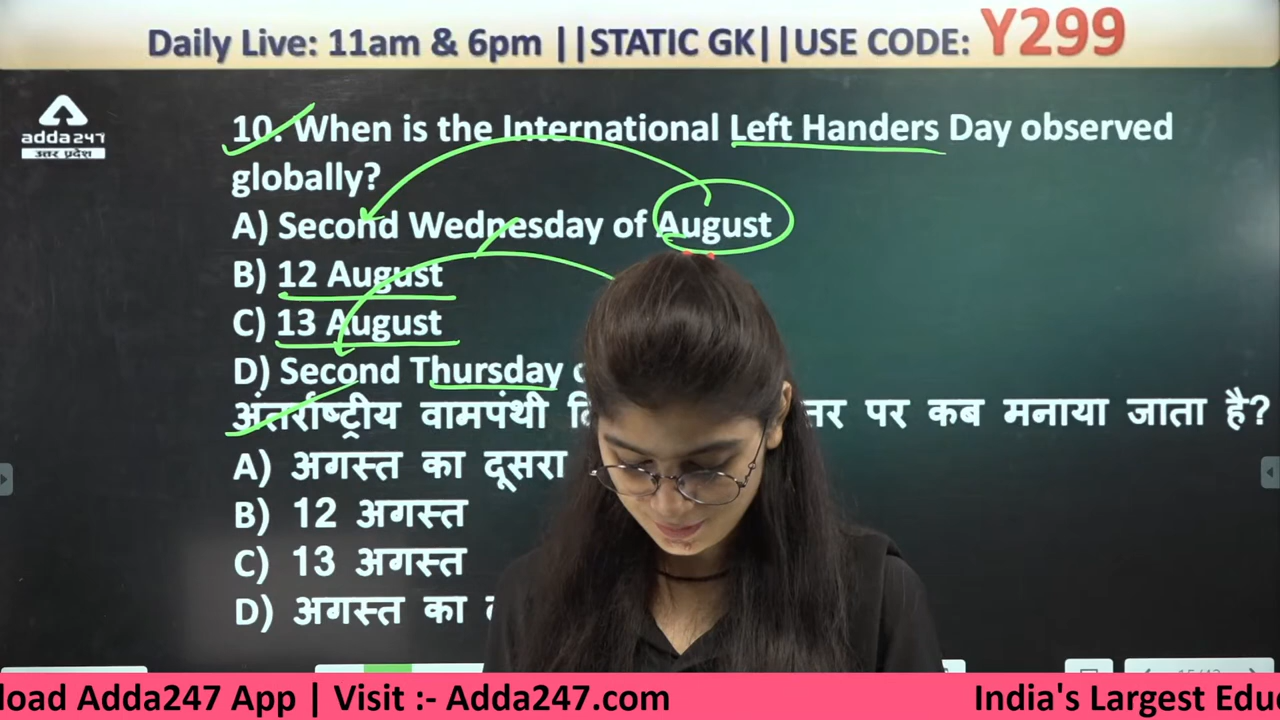 Daily Live: 11am & 6pm ||STATIC GK||USE CODE: Y299
adda247
उत्तर प्रदेश
10. When is the International Left Handers Day observed
globally?
A) Second Wednesday of August
B) 12 August
C) 13 August
D) Second Thursday
अंतर्राष्ट्रीय वामपंथी पर कब मनाया जाता है?
A) अगस्त का दूसरा
B) 12 अगस्त
C) 13 अगस्त
D) अगस्त का
load Adda247 App | Visit :- Adda247.com India's Largest Edu